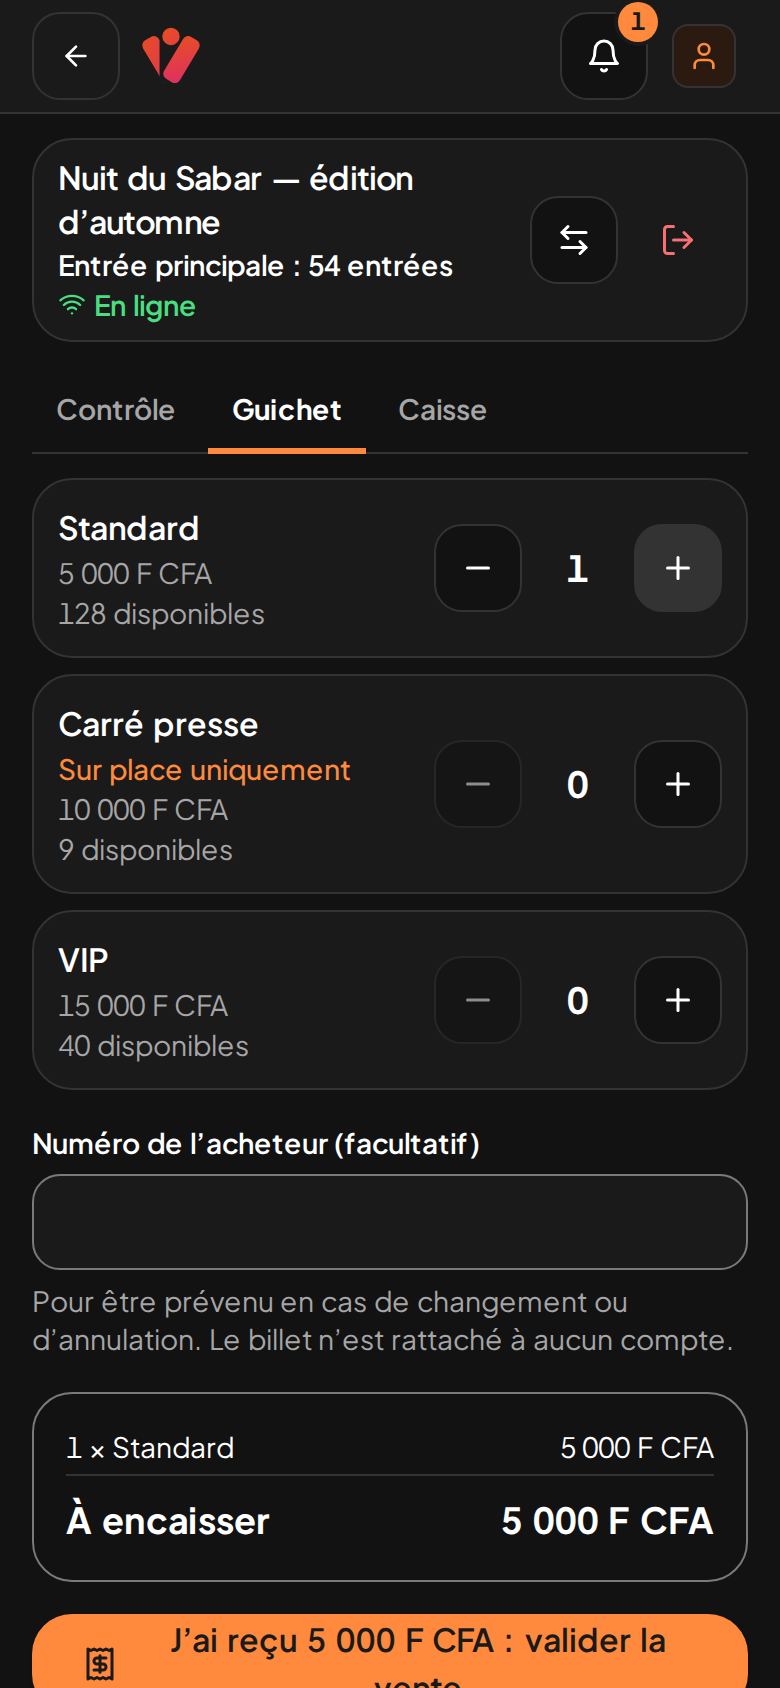 1
Nuit du Sabar — édition
d’automne
Entrée principale : 54 entrées
En ligne
Contrôle Guichet Caisse
Standard
5 000 F CFA
128 disponibles
1
Carré presse
Sur place uniquement
10 000 F CFA
9 disponibles
0
VIP
15 000 F CFA
40 disponibles
0
Numéro de l’acheteur (facultatif)
Pour être prévenu en cas de changement ou
d’annulation. Le billet n’est rattaché à aucun compte.
1 × Standard 5 000 F CFA
À encaisser 5 000 F CFA
J’ai reçu 5 000 F CFA : valider la
vente